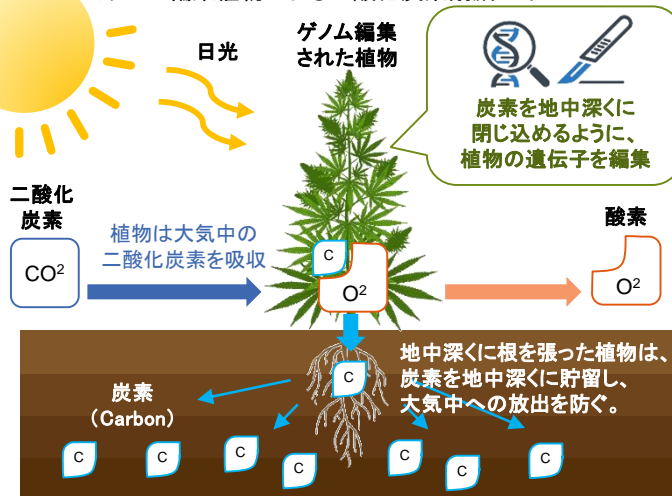 日光
ゲノム編集
された植物
炭素を地中深くに
閉じ込めるように、
植物の遺伝子を編集
二酸化
炭素
CO²
植物は大気中の
二酸化炭素を吸収
C
O²
酸素
O²
地中深くに根を張った植物は、
炭素を地中深くに貯留し、
大気中への放出を防ぐ。
C
炭素
（Carbon）
C
C
C
C
C
C
C